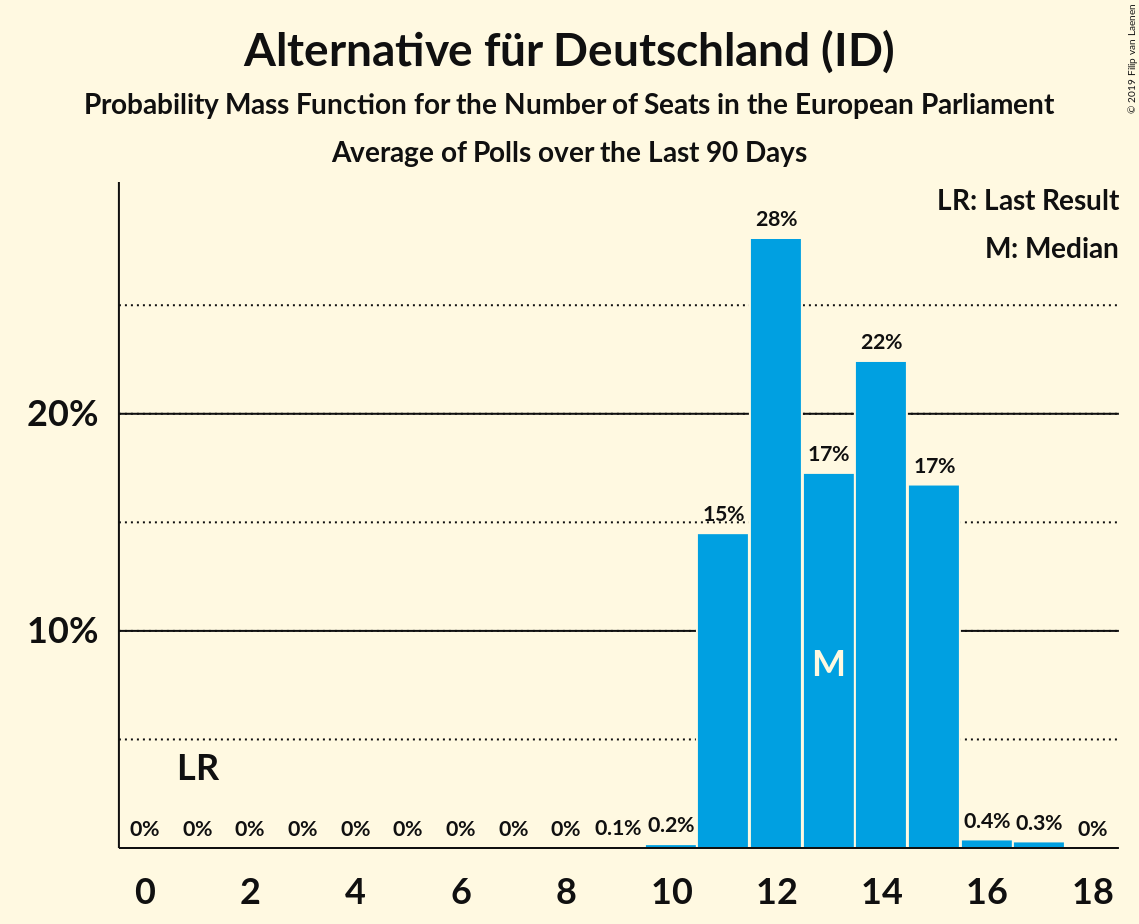 Alternative für Deutschland (ID)
Probability Mass Function for the Number of Seats in the European Parliament
Average of Polls over the Last 90 Days
© 2019 Filip van Laenen
LR: Last Result
M: Median
28%
22%
20%
17%
17%
15%
10%
M
LR
0% 0% 0% 0% 0% 0% 0% 0% 0% 0.1% 0.2% 0.4% 0.3% 0%
0 2 4 6 8 10 12 14 16 18